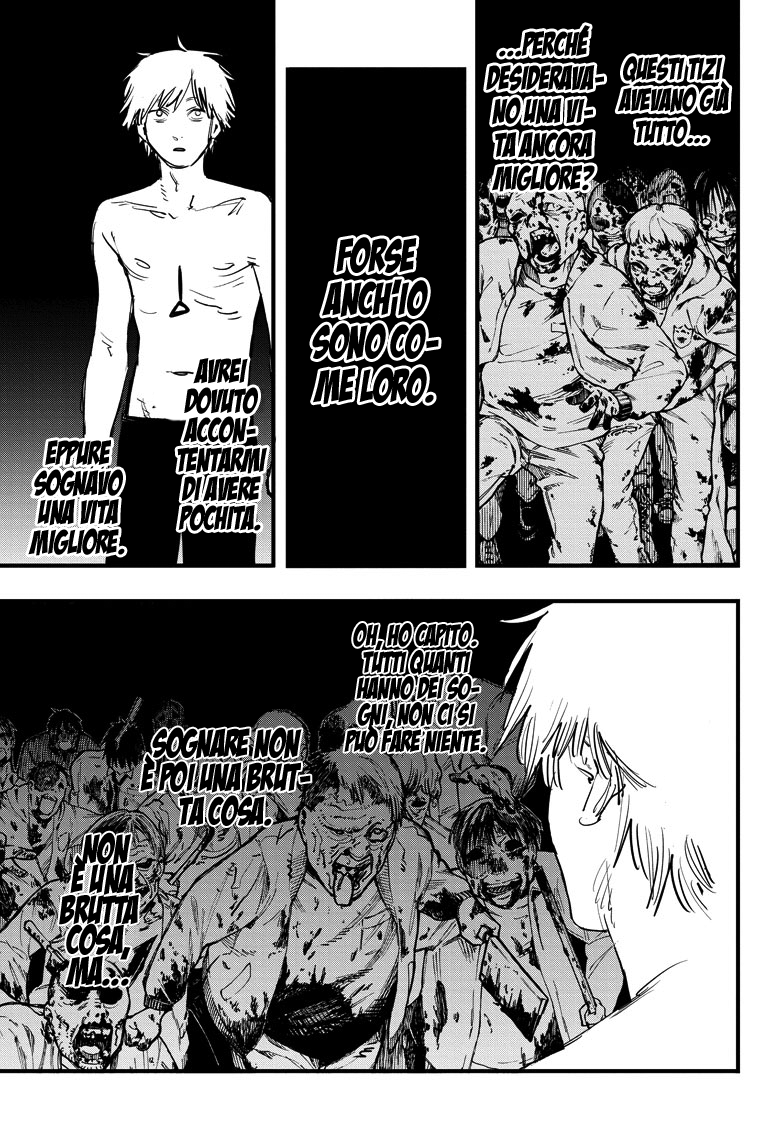 QUESTI TIZI
AVEVANO GIÀ
TUTTO...
...PERCHÉ
DESIDERAVA-
NO UNA VI-
TA ANCORA
MIGLIORE?
FORSE
ANCH'IO
SONO CO-
ME LORO.
AVREI
DOVUTO
ACCON-
TENTARMI
DI AVERE
POCHITA.
EPPURE
SOGNAVO
UNA VITA
MIGLIORE.
OH, HO CAPITO.
TUTTI QUANTI
HANNO DEI SO-
GNI, NON CI SI
PUÒ FARE NIENTE.
SOGNARE NON
È POI UNA BRUT-
TA COSA.
NON
È UNA
BRUTTA
COSA,
MA...